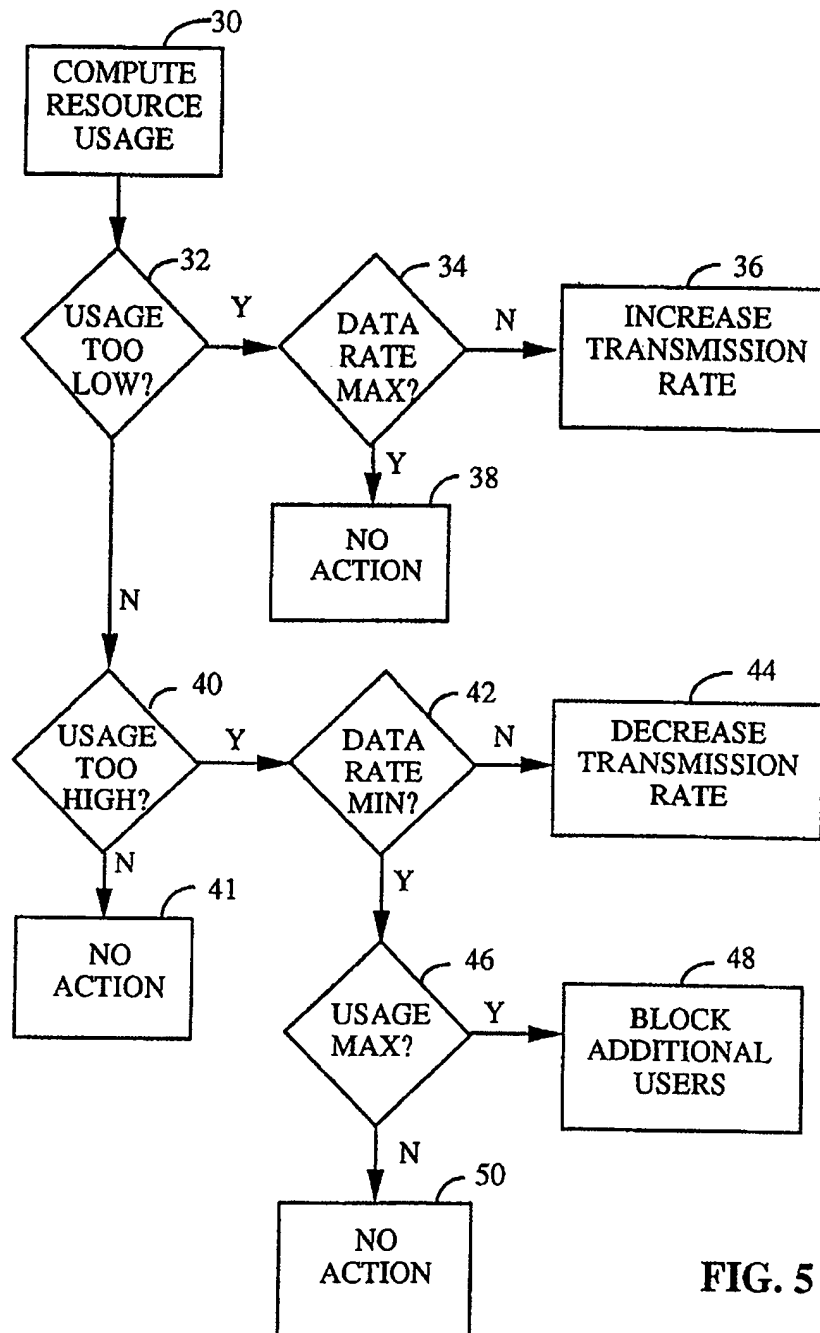 30
COMPUTE
RESOURCE
USAGE
32
USAGE
TOO
LOW?
Y
34
DATA
RATE
MAX?
N
36
INCREASE
TRANSMISSION
RATE
Y
38
NO
ACTION
N
40
USAGE
TOO
HIGH?
Y
42
DATA
RATE
MIN?
N
44
DECREASE
TRANSMISSION
RATE
N
41
NO
ACTION
Y
46
USAGE
MAX?
Y
48
BLOCK
ADDITIONAL
USERS
N
50
NO
ACTION
FIG. 5